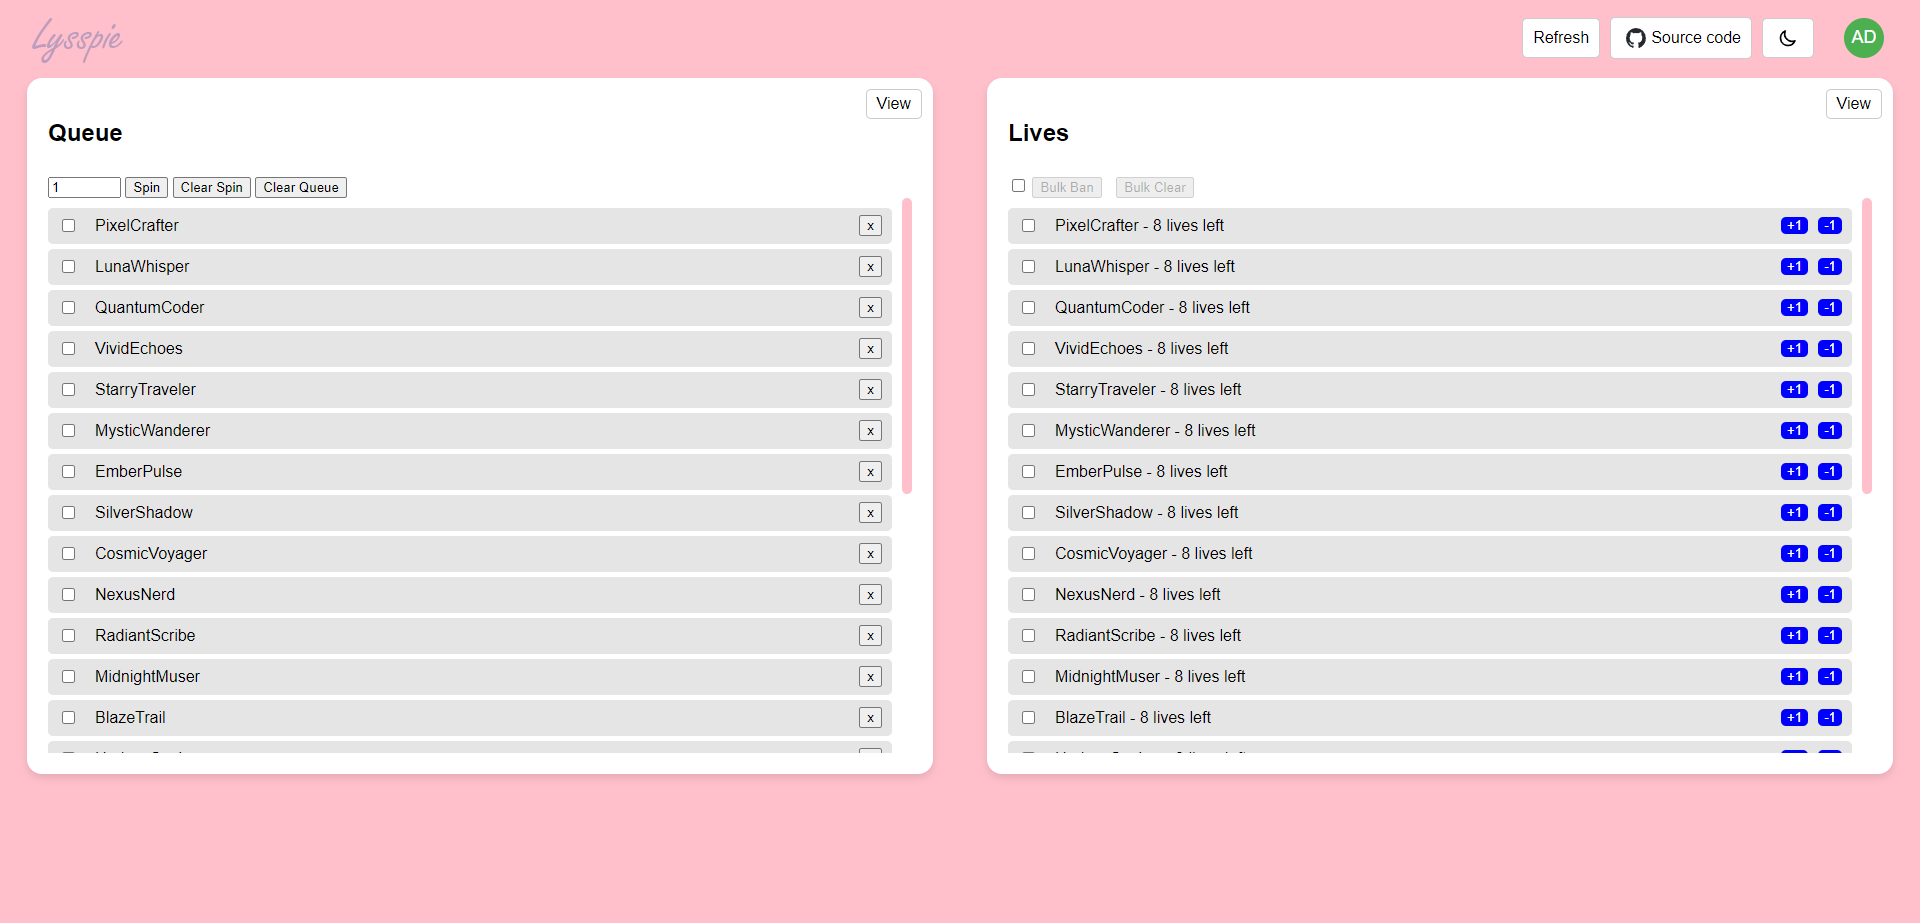 Lysspie
Refresh
Source code
AD
View
Queue
1
Spin
Clear Spin
Clear Queue
PixelCrafter x
LunaWhisper x
QuantumCoder x
VividEchoes x
StarryTraveler x
MysticWanderer x
EmberPulse x
SilverShadow x
CosmicVoyager x
NexusNerd x
RadiantScribe x
MidnightMuser x
BlazeTrail x
View
Lives
Bulk Ban
Bulk Clear
PixelCrafter - 8 lives left +1 -1
LunaWhisper - 8 lives left +1 -1
QuantumCoder - 8 lives left +1 -1
VividEchoes - 8 lives left +1 -1
StarryTraveler - 8 lives left +1 -1
MysticWanderer - 8 lives left +1 -1
EmberPulse - 8 lives left +1 -1
SilverShadow - 8 lives left +1 -1
CosmicVoyager - 8 lives left +1 -1
NexusNerd - 8 lives left +1 -1
RadiantScribe - 8 lives left +1 -1
MidnightMuser - 8 lives left +1 -1
BlazeTrail - 8 lives left +1 -1